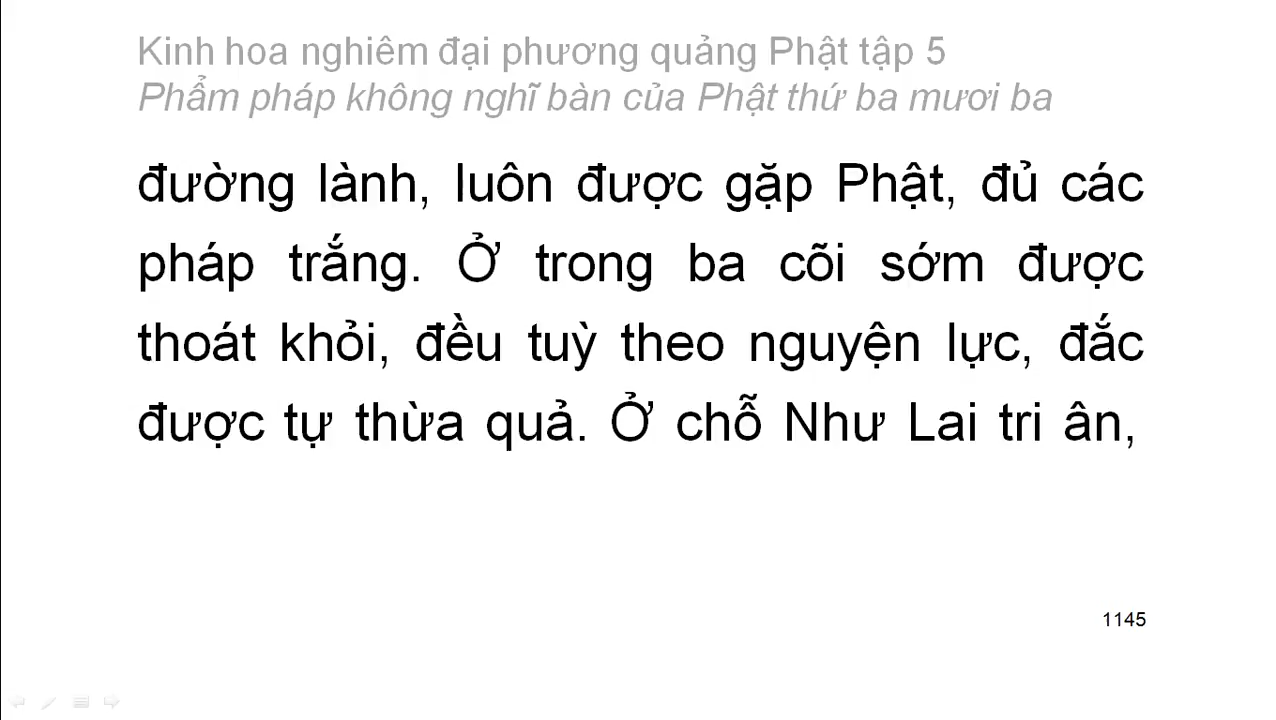 Kinh hoa nghiêm đại phương quảng Phật tập 5
Phẩm pháp không nghĩ bàn của Phật thứ ba mươi ba
đường lành, luôn được gặp Phật, đủ các
pháp trắng. Ở trong ba cõi sớm được
thoát khỏi, đều tuỳ theo nguyện lực, đắc
được tự thừa quả. Ở chỗ Như Lai tri ân,
1145